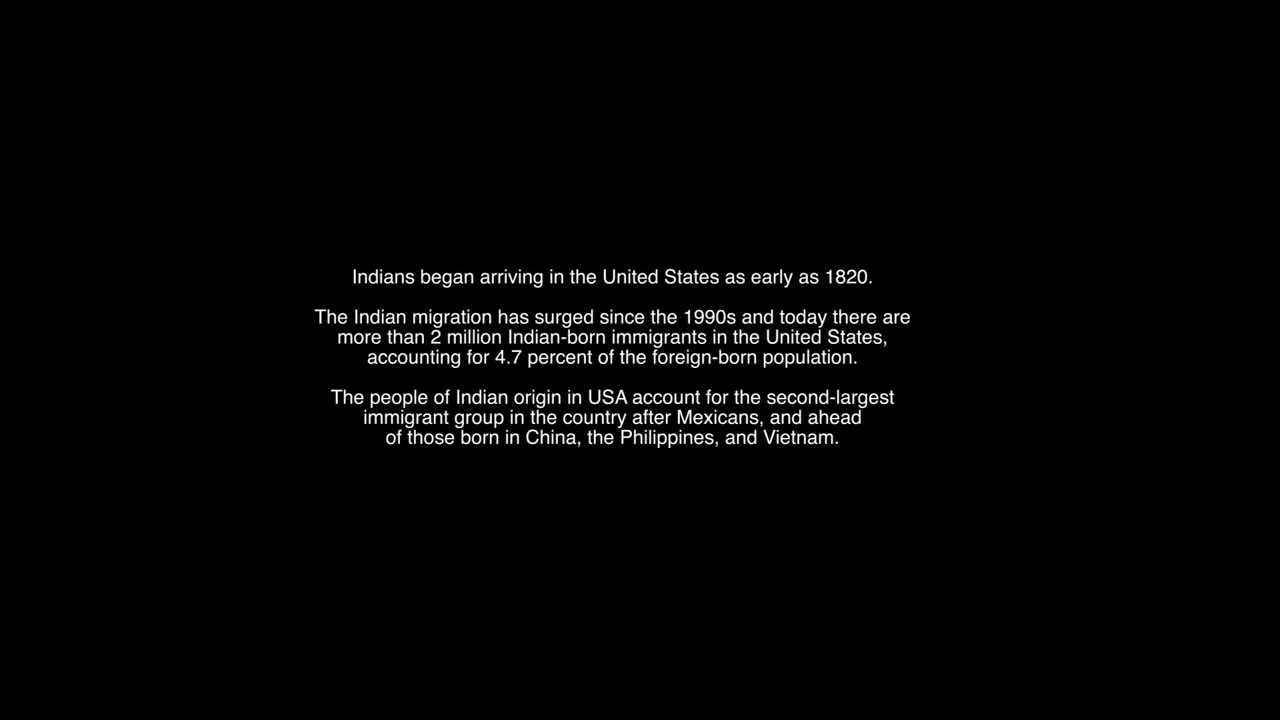 Indians began arriving in the United States as early as 1820.
The Indian migration has surged since the 1990s and today there are
more than 2 million Indian-born immigrants in the United States,
accounting for 4.7 percent of the foreign-born population.
The people of Indian origin in USA account for the second-largest
immigrant group in the country after Mexicans, and ahead
of those born in China, the Philippines, and Vietnam.